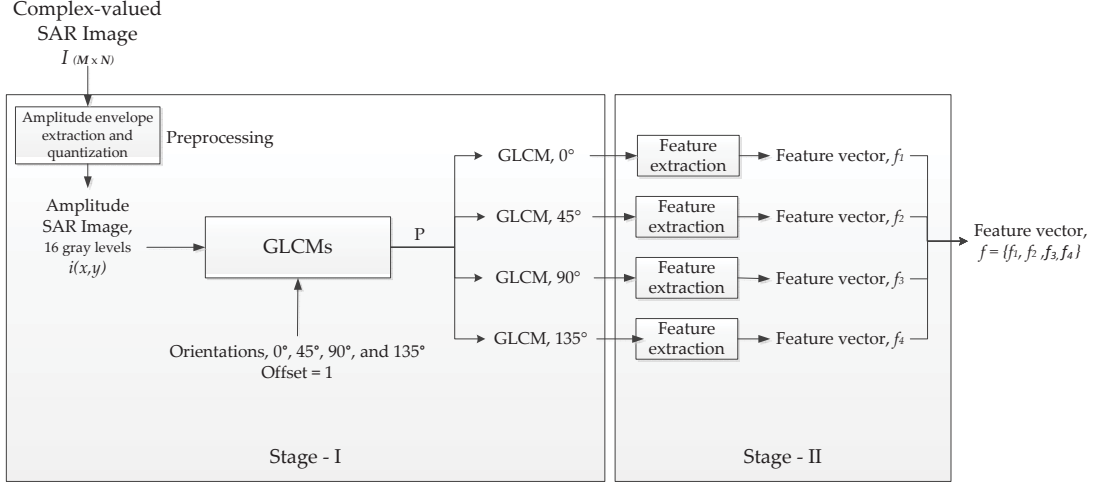 Complex-valued
SAR Image
I (M x N)
Amplitude envelope
extraction and
quantization
Preprocessing
Amplitude
SAR Image,
16 gray levels
i(x,y)
GLCMs
Orientations, 0°, 45°, 90°, and 135°
Offset = 1
P
GLCM, 0°
GLCM, 45°
GLCM, 90°
GLCM, 135°
Stage - I
Feature
extraction
Feature vector, f1
Feature
extraction
Feature vector, f2
Feature
extraction
Feature vector, f3
Feature
extraction
Feature vector, f4
Stage - II
Feature vector,
f = {f1, f2 ,f3,f4}